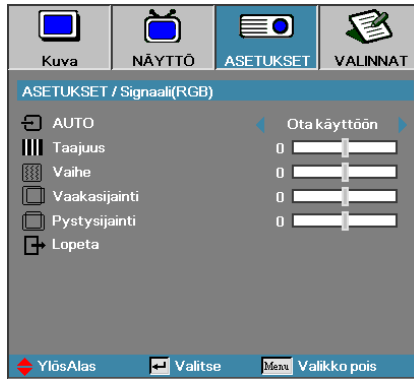 Kuva NÄYTTÖ ASETUKSET VALINNAT
ASETUKSET / Signaali(RGB)
AUTO Ota käyttöön
Taajuus 0
Vaihe 0
Vaakasijainti 0
Pystysijainti 0
Lopeta
YlösAlas Valitse Menu Valikko pois